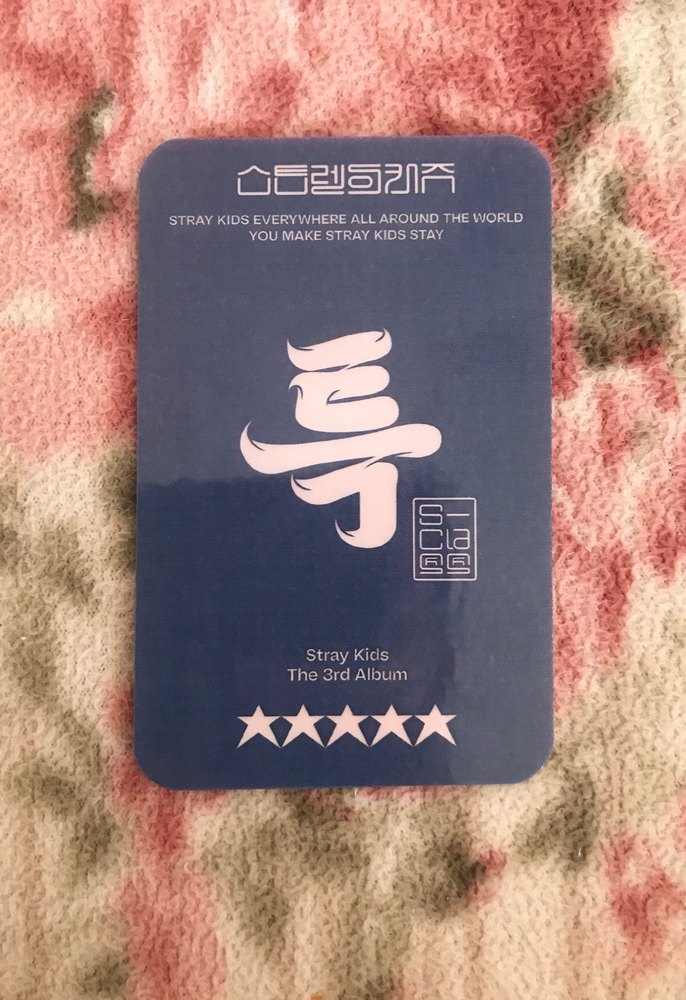 스트레이키즈
STRAY KIDS EVERYWHERE ALL AROUND THE WORLD
YOU MAKE STRAY KIDS STAY
특
S-
Cla
ㅆㅆ
Stray Kids
The 3rd Album
★★★★★